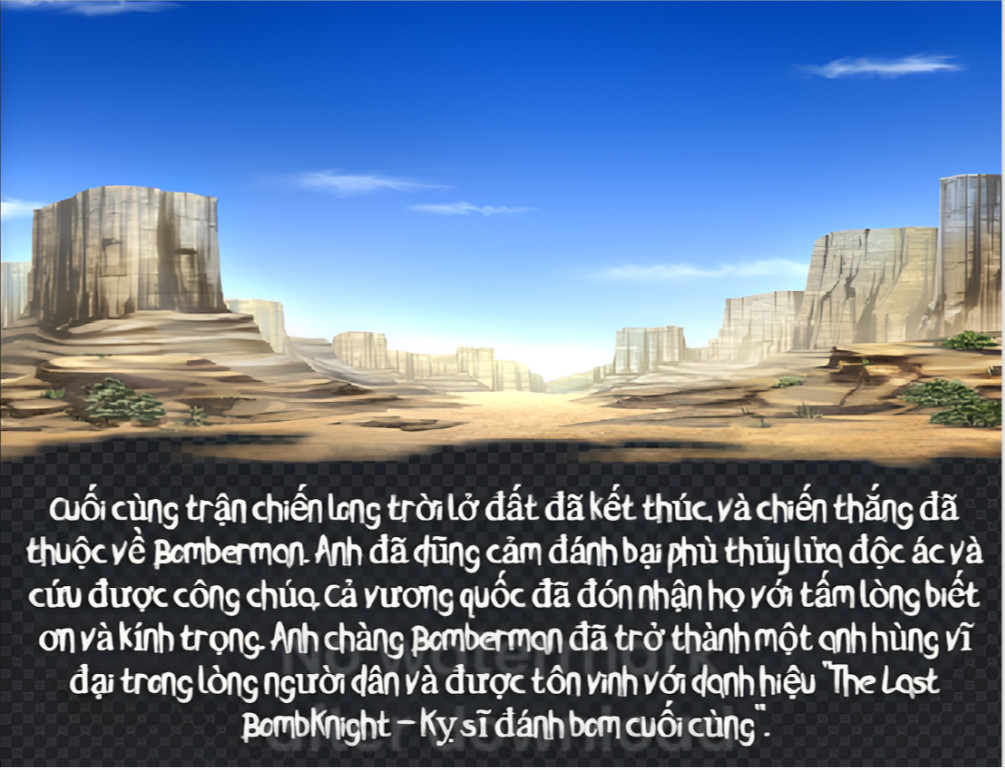 Cuối cùng trận chiến long trời lở đất đã kết thúc, và chiến thắng đã
thuộc về Bomberman. Anh đã dũng cảm đánh bại phù thủy lửa độc ác và
cứu được công chúa. Cả vương quốc đã đón nhận họ với tấm lòng biết
ơn và kính trọng. Anh chàng Bomberman đã trở thành một anh hùng vĩ
đại trong lòng người dân và được tôn vinh với danh hiệu "The Last
BombKnight – Kỵ sĩ đánh bom cuối cùng".
No watermark
after download